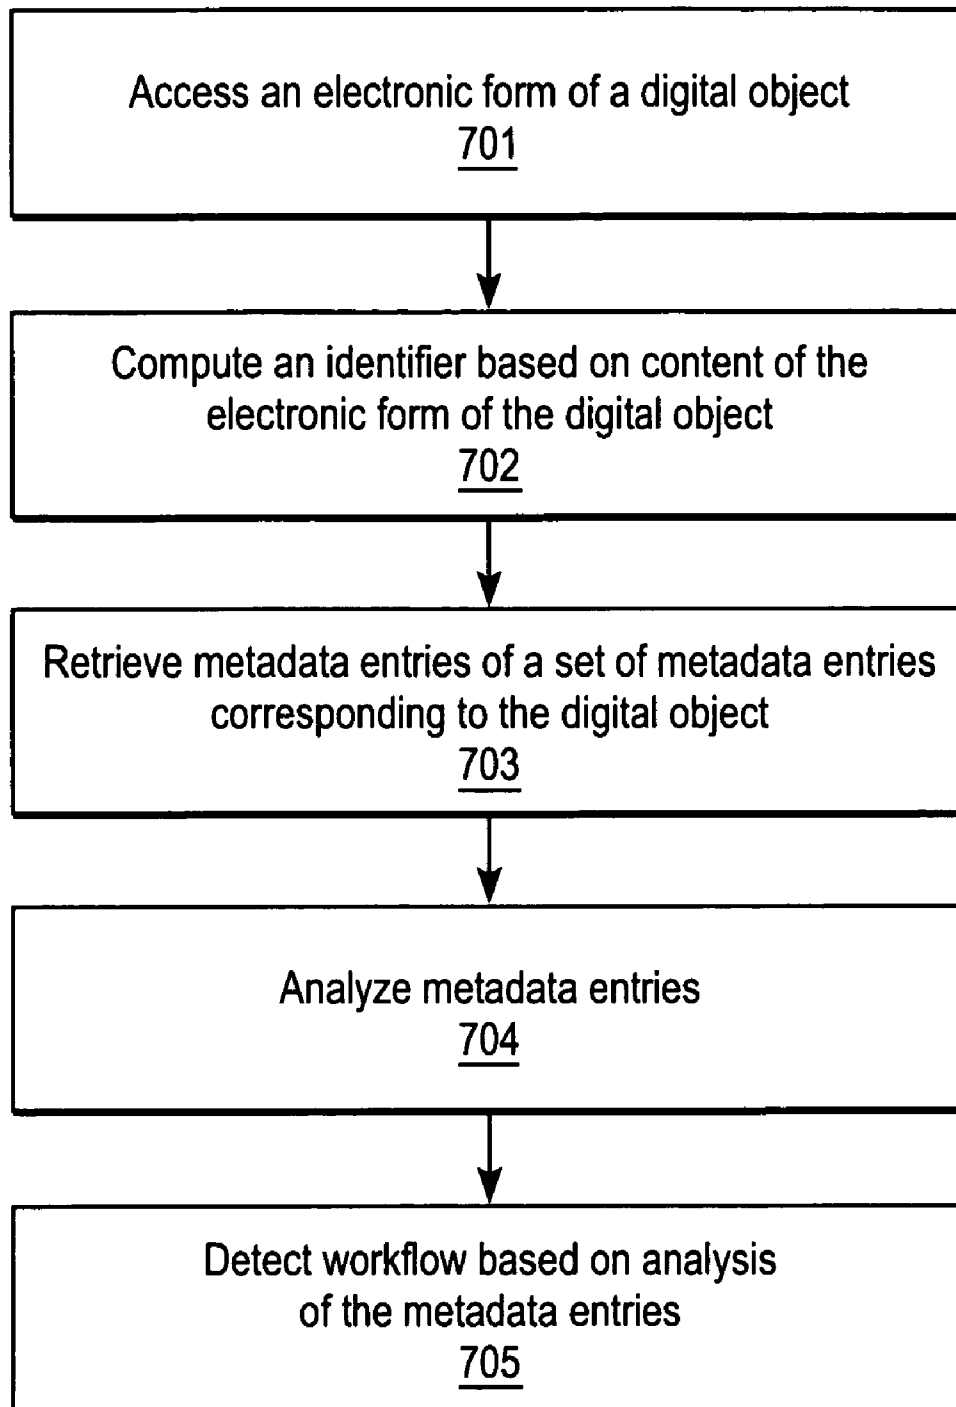 Access an electronic form of a digital object
701
Compute an identifier based on content of the
electronic form of the digital object
702
Retrieve metadata entries of a set of metadata entries
corresponding to the digital object
703
Analyze metadata entries
704
Detect workflow based on analysis
of the metadata entries
705